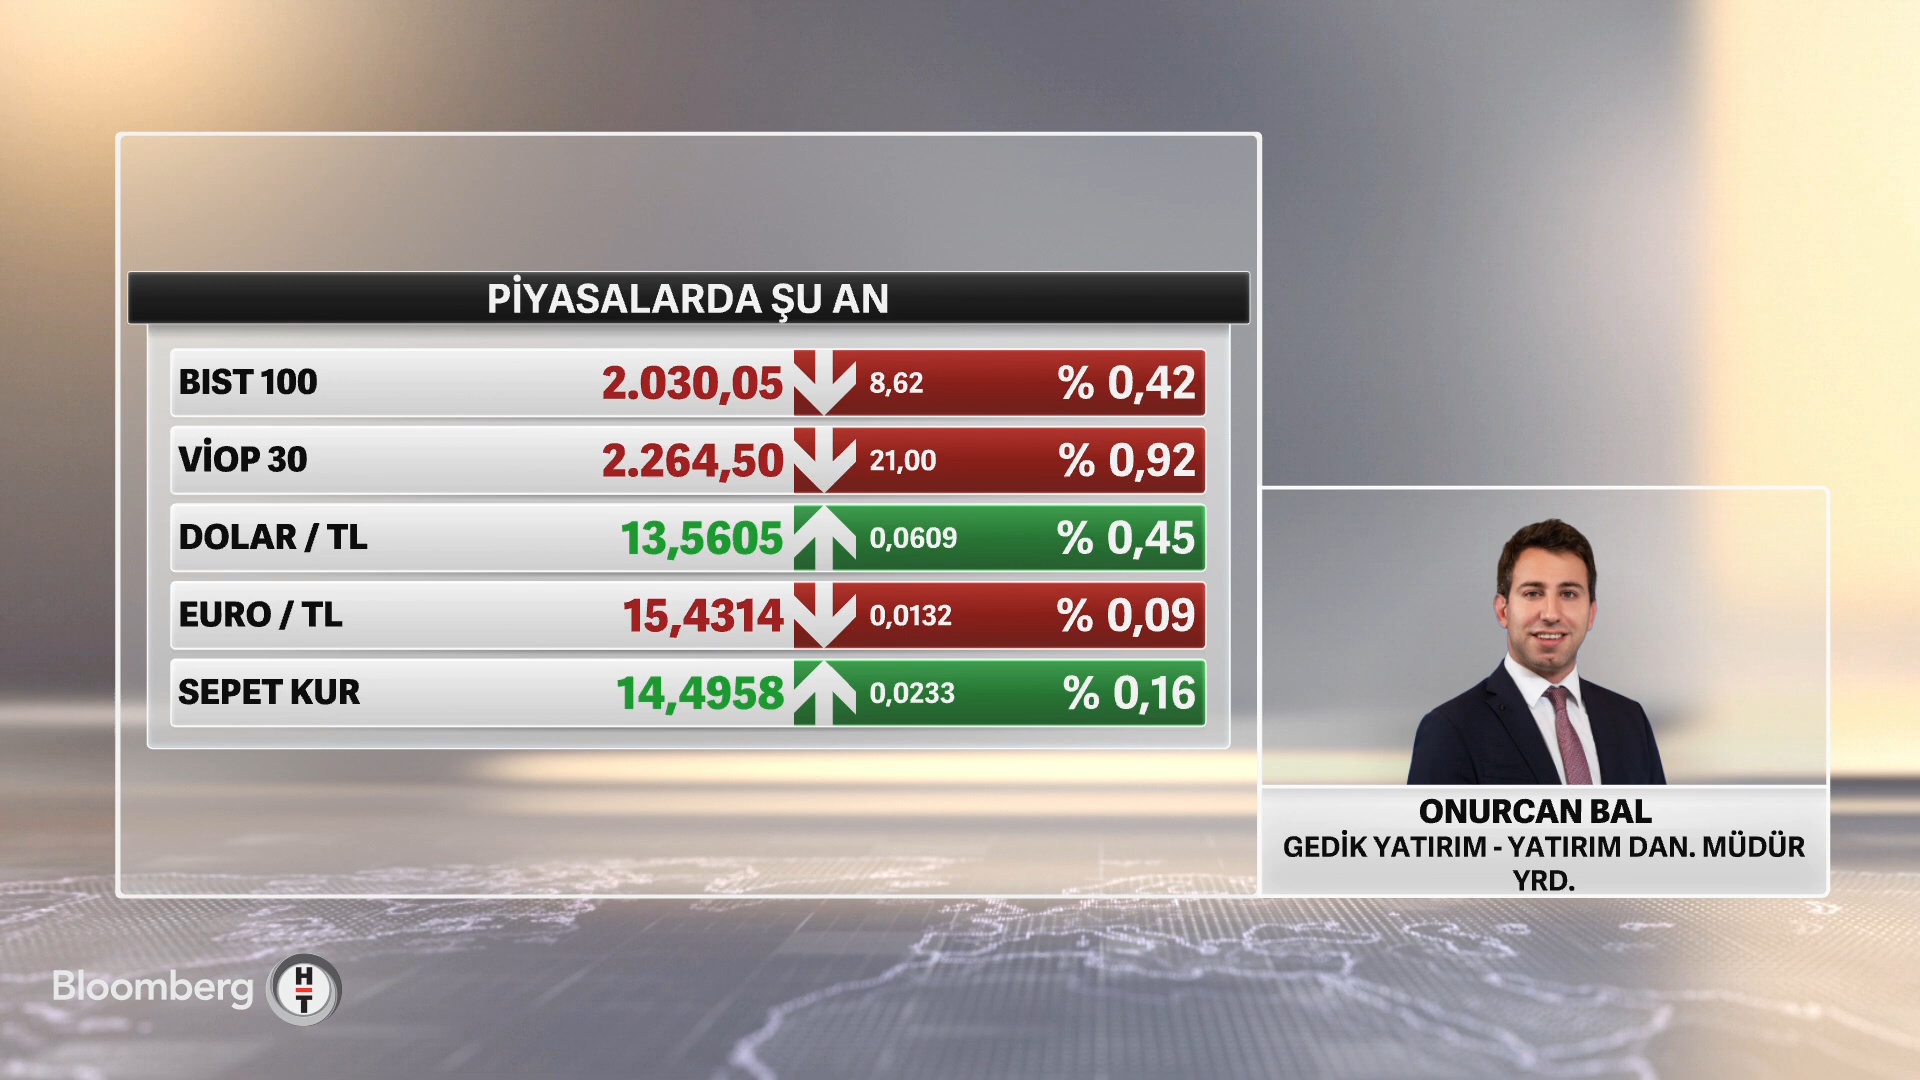 PİYASALARDA ŞU AN
BIST 100 2.030,05 8,62 % 0,42
VİOP 30 2.264,50 21,00 % 0,92
DOLAR / TL 13,5605 0,0609 % 0,45
EURO / TL 15,4314 0,0132 % 0,09
SEPET KUR 14,4958 0,0233 % 0,16
ONURCAN BAL
GEDİK YATIRIM - YATIRIM DAN. MÜDÜR
YRD.
Bloomberg HT